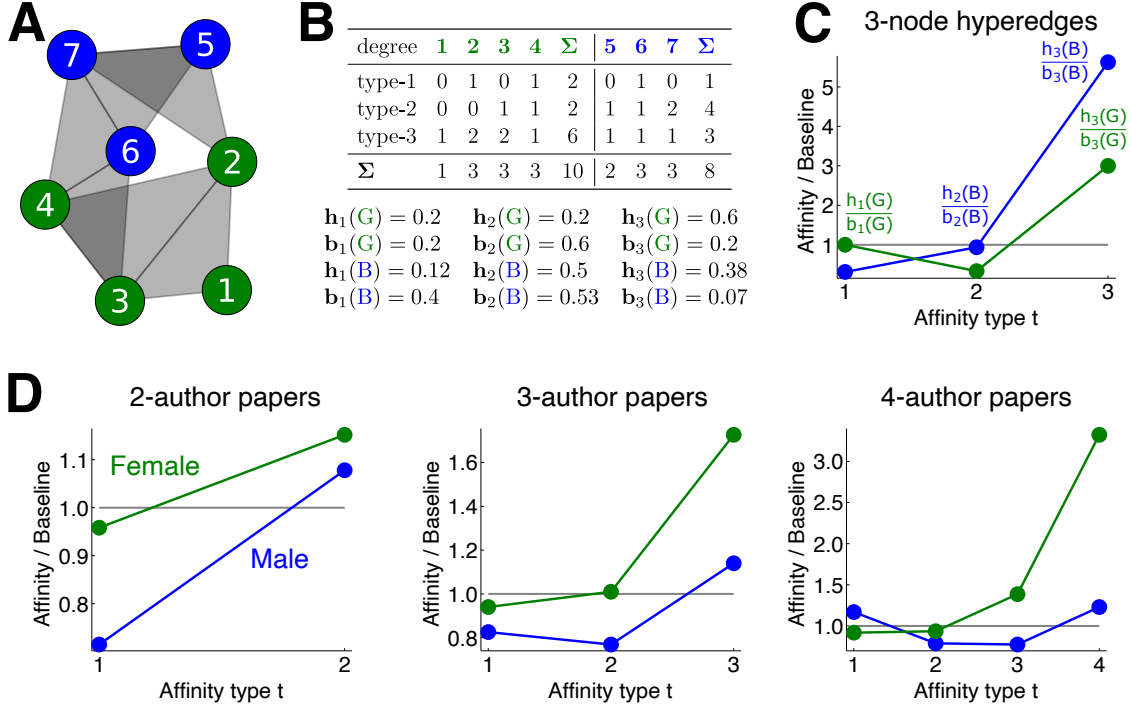 A
7
5
6
2
4
3
1
B
degree 1 2 3 4 Σ 5 6 7 Σ
type-1 0 1 0 1 2 0 1 0 1
type-2 0 0 1 1 2 1 1 2 4
type-3 1 2 2 1 6 1 1 1 3
Σ 1 3 3 3 10 2 3 3 8
h₁(G) = 0.2 h₂(G) = 0.2 h₃(G) = 0.6
b₁(G) = 0.2 b₂(G) = 0.6 b₃(G) = 0.2
h₁(B) = 0.12 h₂(B) = 0.5 h₃(B) = 0.38
b₁(B) = 0.4 b₂(B) = 0.53 b₃(B) = 0.07
C
3-node hyperedges
Affinity / Baseline
5
4
3
2
1
h₁(G)
b₁(G)
h₂(B)
b₂(B)
h₃(B)
b₃(B)
h₃(G)
b₃(G)
1 2 3
Affinity type t
D
2-author papers
Affinity / Baseline
1.1
1.0
0.9
0.8
Female
Male
1 2
Affinity type t
3-author papers
Affinity / Baseline
1.6
1.4
1.2
1.0
0.8
1 2 3
Affinity type t
4-author papers
Affinity / Baseline
3.0
2.5
2.0
1.5
1.0
1 2 3 4
Affinity type t